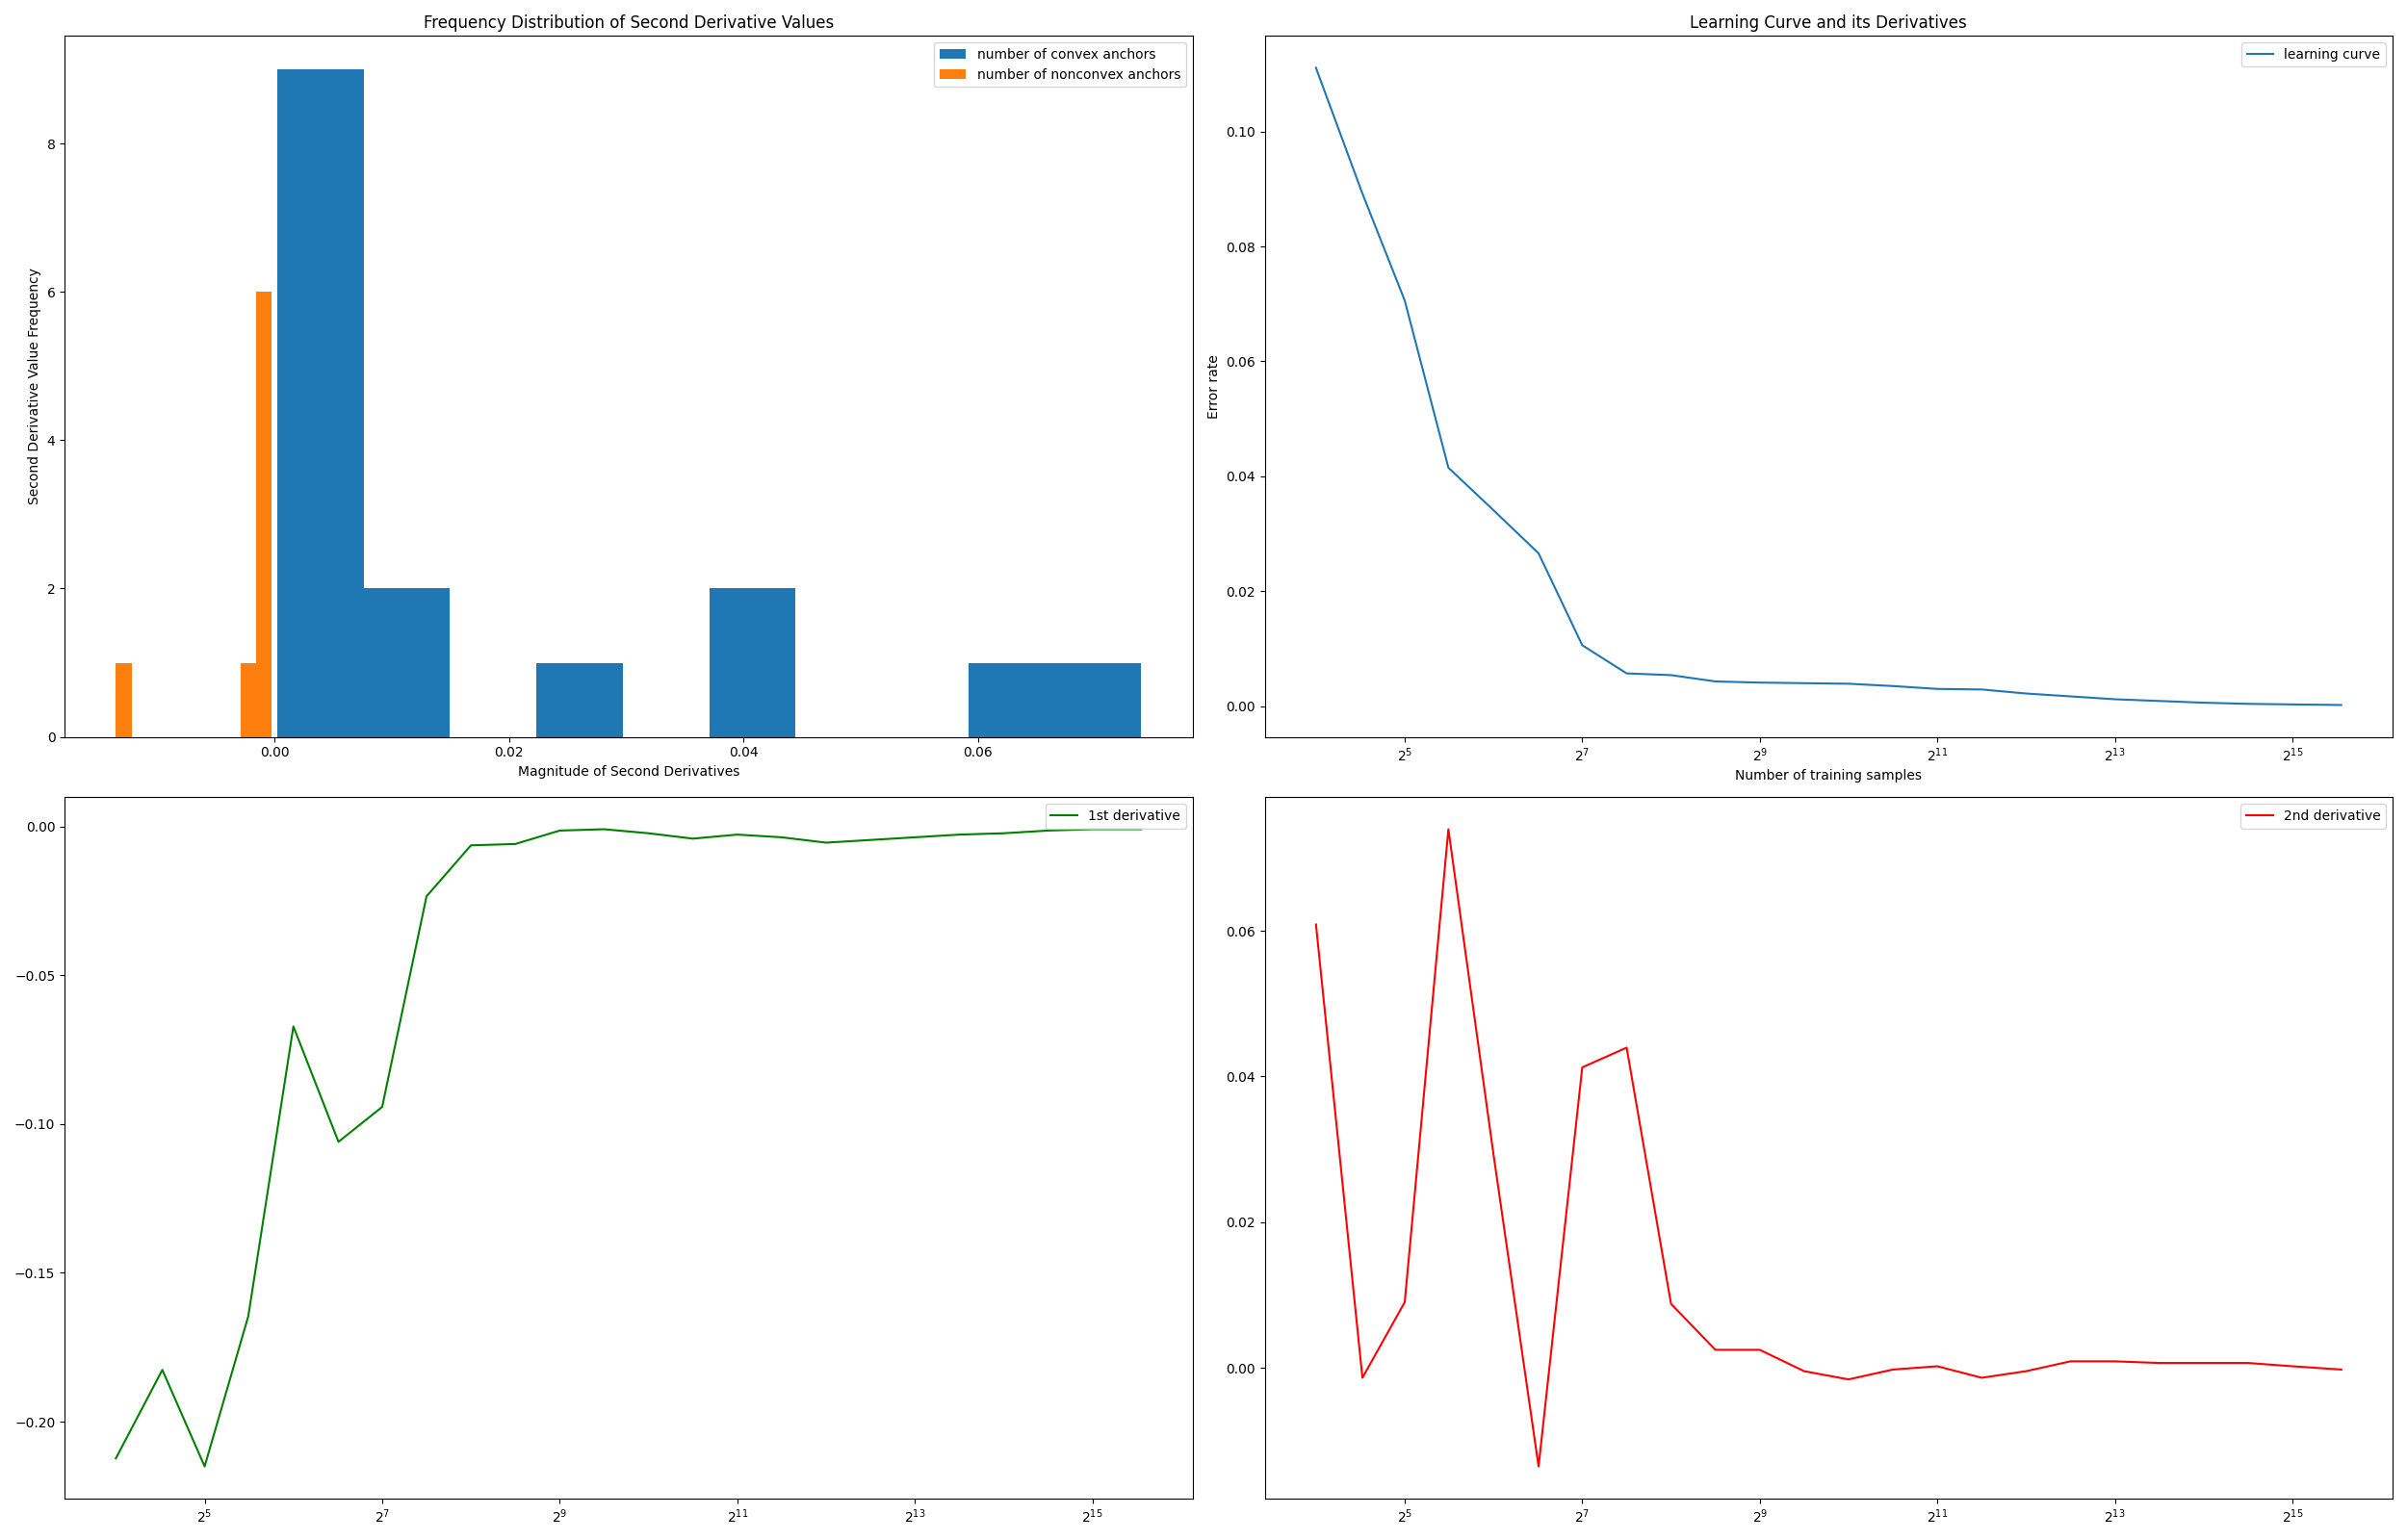 Frequency Distribution of Second Derivative Values
number of convex anchors
number of nonconvex anchors
Second Derivative Value Frequency
8
6
4
2
0
0.00 0.02 0.04 0.06
Magnitude of Second Derivatives
Learning Curve and its Derivatives
learning curve
Error rate
0.10
0.08
0.06
0.04
0.02
0.00
2^5 2^7 2^9 2^11 2^13 2^15
Number of training samples
1st derivative
0.00
−0.05
−0.10
−0.15
−0.20
2^5 2^7 2^9 2^11 2^13 2^15
2nd derivative
0.06
0.04
0.02
0.00
2^5 2^7 2^9 2^11 2^13 2^15